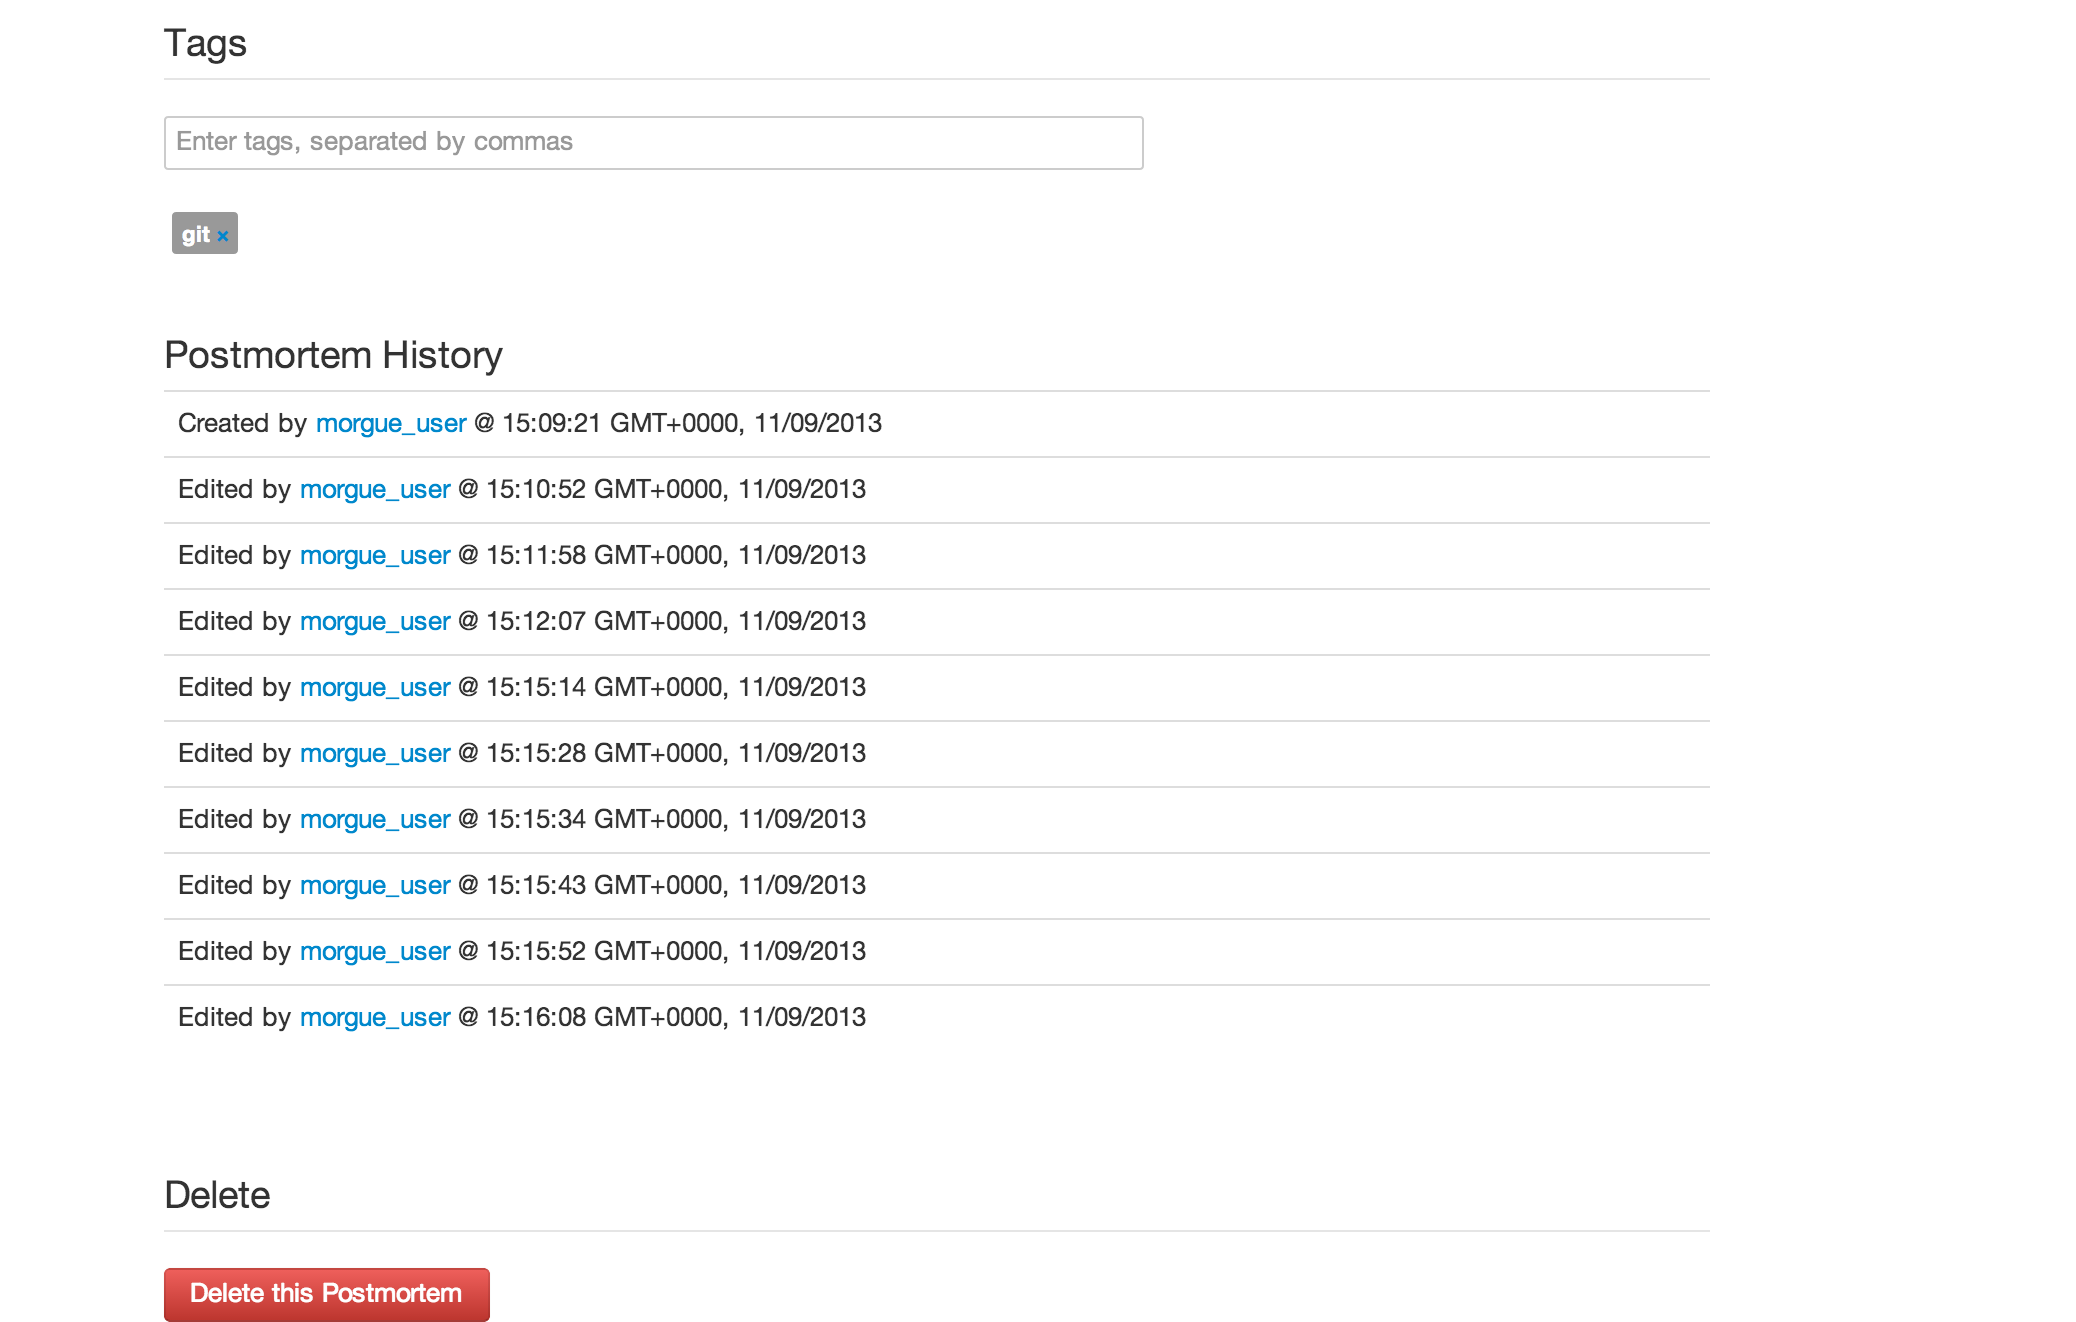 Tags
Enter tags, separated by commas
git ×
Postmortem History
Created by morgue_user @ 15:09:21 GMT+0000, 11/09/2013
Edited by morgue_user @ 15:10:52 GMT+0000, 11/09/2013
Edited by morgue_user @ 15:11:58 GMT+0000, 11/09/2013
Edited by morgue_user @ 15:12:07 GMT+0000, 11/09/2013
Edited by morgue_user @ 15:15:14 GMT+0000, 11/09/2013
Edited by morgue_user @ 15:15:28 GMT+0000, 11/09/2013
Edited by morgue_user @ 15:15:34 GMT+0000, 11/09/2013
Edited by morgue_user @ 15:15:43 GMT+0000, 11/09/2013
Edited by morgue_user @ 15:15:52 GMT+0000, 11/09/2013
Edited by morgue_user @ 15:16:08 GMT+0000, 11/09/2013
Delete
Delete this Postmortem